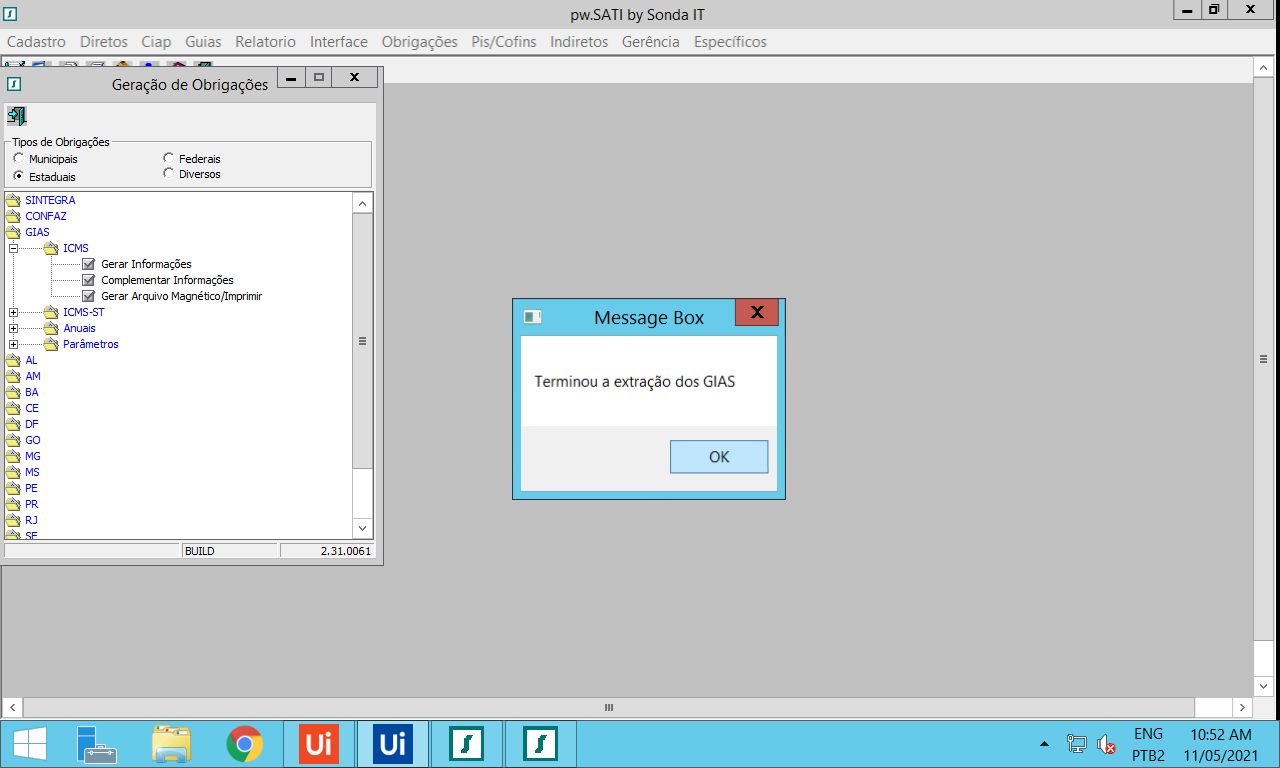 pw.SATI by Sonda IT
Cadastro Diretos Ciap Guias Relatorio Interface Obrigações Pis/Cofins Indiretos Gerência Específicos
Geração de Obrigações
Tipos de Obrigações
Municipais Federais
Estaduais Diversos
SINTEGRA
CONFAZ
GIAS
ICMS
Gerar Informações
Complementar Informações
Gerar Arquivo Magnético/Imprimir
ICMS-ST
Anuais
Parâmetros
AL
AM
BA
CE
DF
GO
MG
MS
PE
PR
RJ
SE
BUILD 2.31.0061
Message Box
Terminou a extração dos GIAS
OK
Ui Ui
ENG 10:52 AM
PTB2 11/05/2021